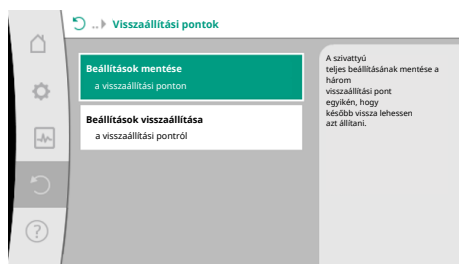 .. Visszaállítási pontok
Beállítások mentése
a visszaállítási ponton
Beállítások visszaállítása
a visszaállítási pontról
A szivattyú
teljes beállításának mentése a
három
visszaállítási pont
egyikén, hogy
később vissza lehessen
azt állítani.
?